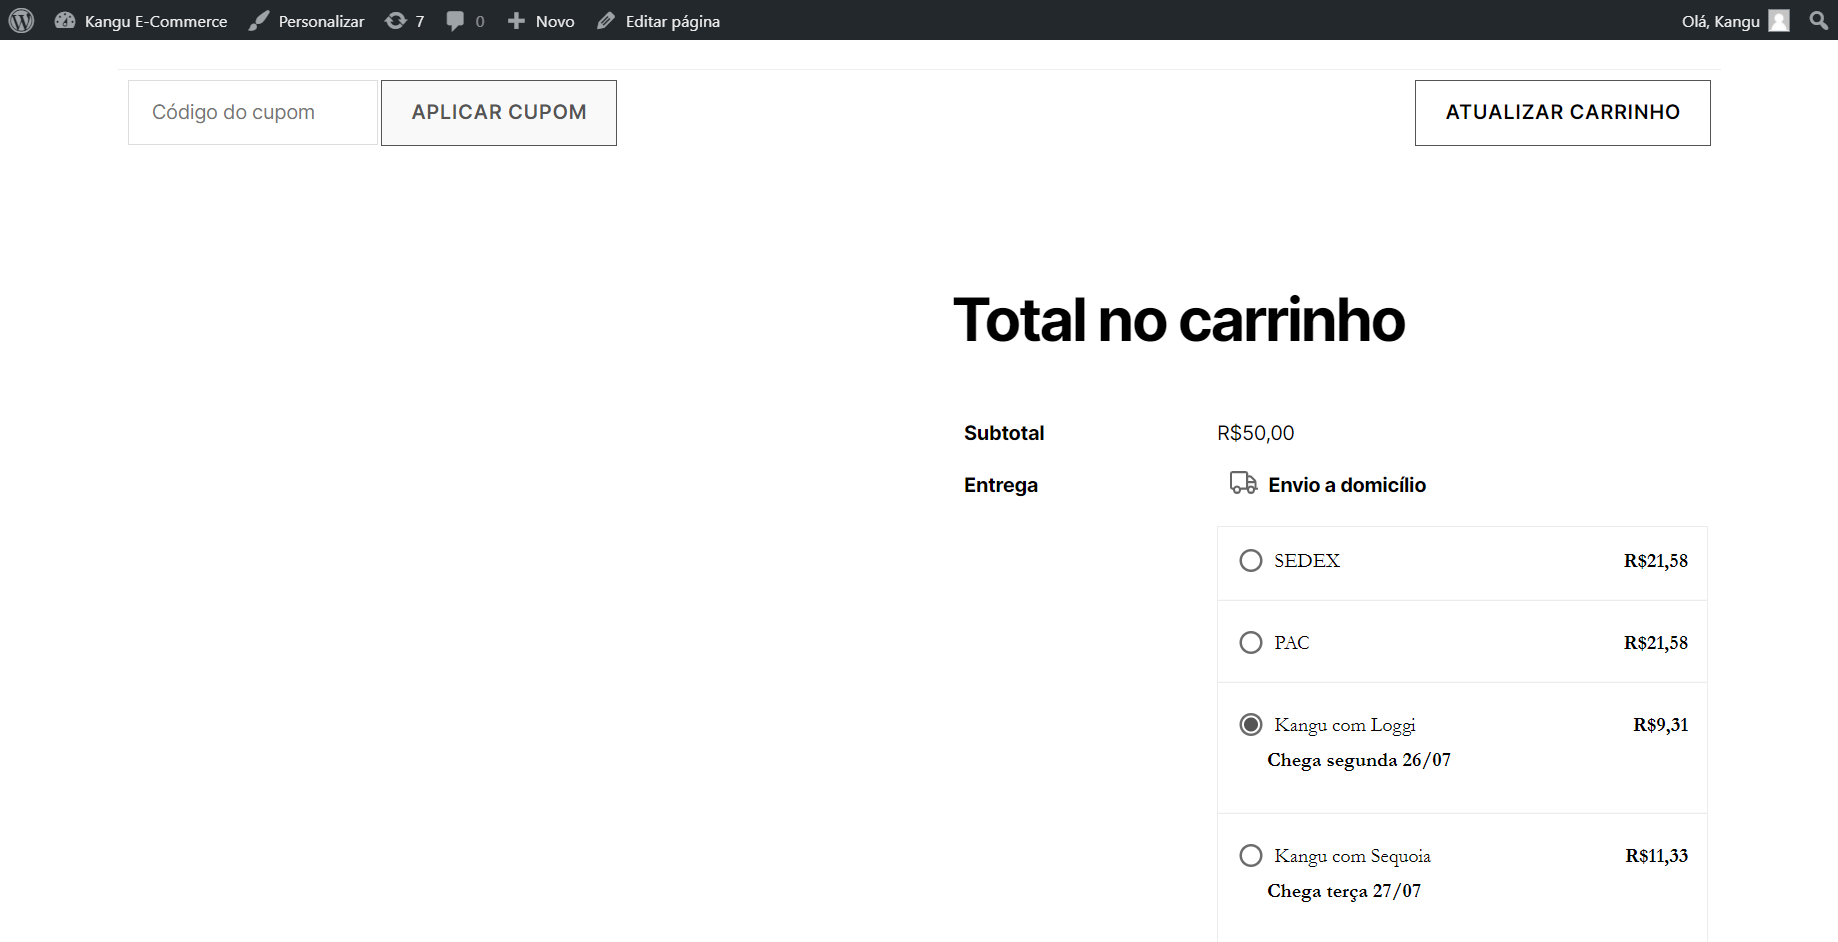 Kangu E-Commerce Personalizar 7 0 Novo Editar página Olá, Kangu
Código do cupom APLICAR CUPOM ATUALIZAR CARRINHO
Total no carrinho
Subtotal R$50,00
Entrega Envio a domicílio
SEDEX R$21,58
PAC R$21,58
Kangu com Loggi R$9,31
Chega segunda 26/07
Kangu com Sequoia R$11,33
Chega terça 27/07